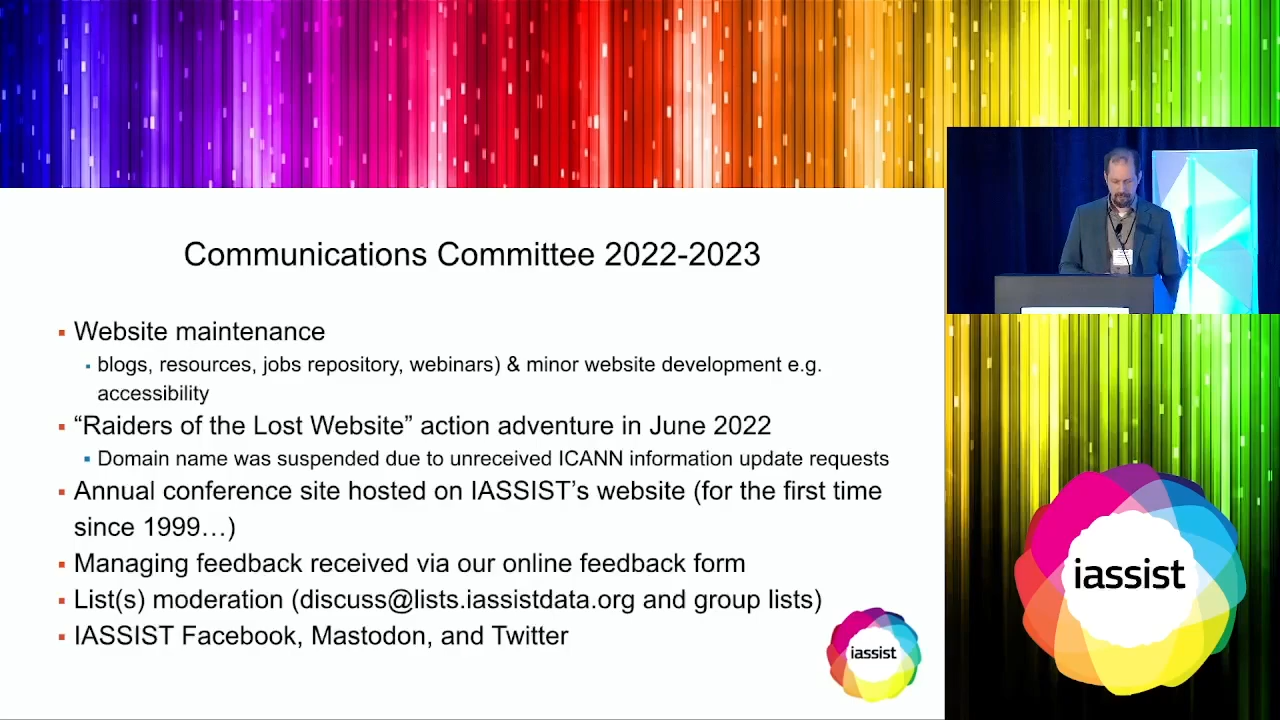 Communications Committee 2022-2023
▪ Website maintenance
▪ blogs, resources, jobs repository, webinars) & minor website development e.g.
accessibility
▪ “Raiders of the Lost Website” action adventure in June 2022
▪ Domain name was suspended due to unreceived ICANN information update requests
▪ Annual conference site hosted on IASSIST’s website (for the first time
since 1999…)
▪ Managing feedback received via our online feedback form
▪ List(s) moderation (discuss@lists.iassistdata.org and group lists)
▪ IASSIST Facebook, Mastodon, and Twitter
iassist
iassist